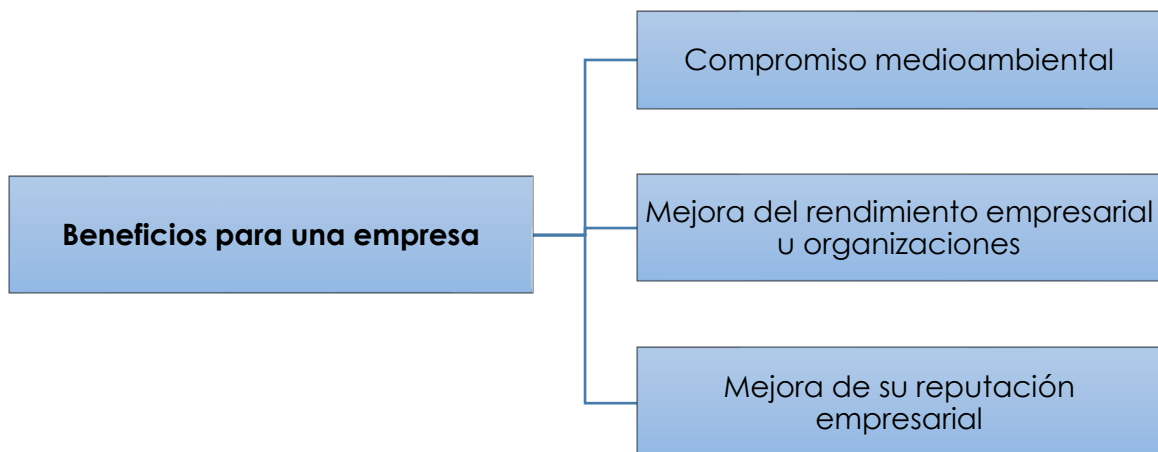 Compromiso medioambiental
Beneficios para una empresa
Mejora del rendimiento empresarial
u organizaciones
Mejora de su reputación
empresarial